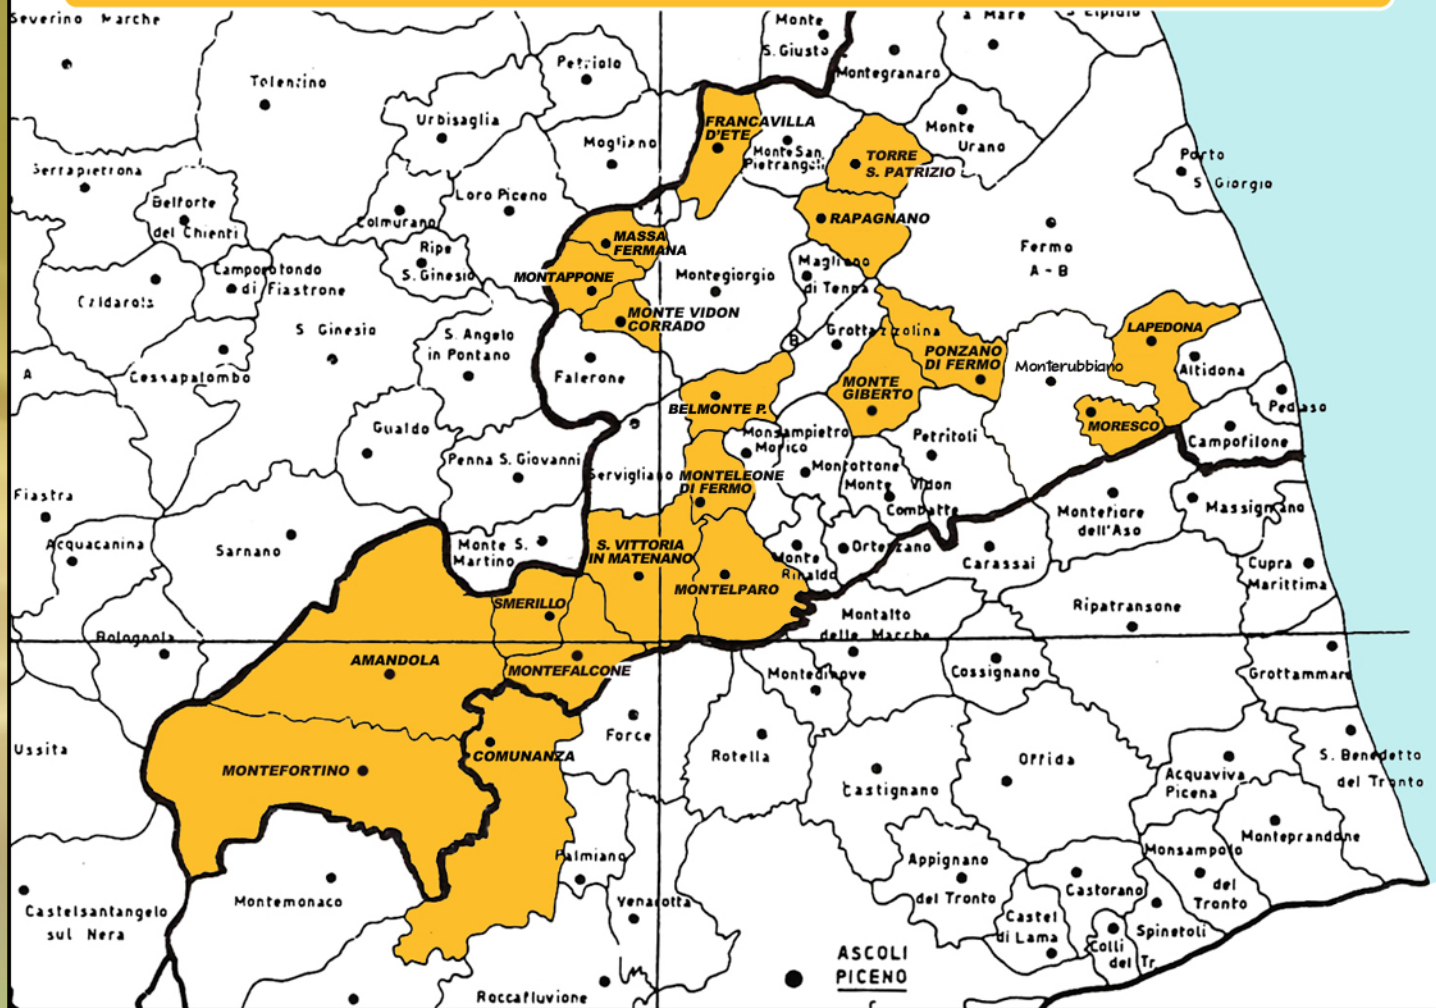 Severino Marche
Monte
S. Giusto
a Mare
S. Elpidio
Montegranaro
Petriolo
Tolentino
Urbisaglia
Mogliano
FRANCAVILLA
D'ETE
Monte San
Pietrangeli
Monte
Urano
TORRE
S. PATRIZIO
Porto
S. Giorgio
Serrapetrona
Belforte
del Chienti
Colmurano
Loro Piceno
A
RAPAGNANO
Fermo
A-B
MASSA
FERMANA
Ripe
S. Ginesio
Camporotondo
di Fiastrone
Caldarola
MONTAPPONE
Montegiorgio
Magliano
di Tenna
MONTE VIDON
CORRADO
S Ginesio
S. Angelo
in Pontano
B
Grottazzolina
LAPEDONA
PONZANO
DI FERMO
Monterubbiano
Altidona
A
Cessapalombo
Falerone
MONTE
GIBERTO
BELMONTE P.
Pedaso
MORESCO
Campofilone
Gualdo
Monsampietro
Morico
Petritoli
Penna S. Giovanni
Servigliano
MONTELEONE
DI FERMO
Montottone
Monte Vidon
Combatte
Fiastra
Montefiore
dell'Aso
Massignano
Acquacanina
Sarnano
Monte S.
Martino
S. VITTORIA
IN MATENANO
Monte
Rinaldo
Ortezzano
Carassai
Cupra
Marittima
MONTELPARO
SMERILLO
Montalto
delle Marche
Ripatransone
Bolognola
AMANDOLA
MONTEFALCONE
Montedinove
Cossignano
Grottammare
Ussita
MONTEFORTINO
COMUNANZA
Force
Rotella
Castignano
Offida
Acquaviva
Picena
S. Benedetto
del Tronto
Monteprandone
Palmiano
Appignano
del Tronto
Monsampolo
del
Tronto
Castorano
Montemonaco
Venarotta
Castelsantangelo
sul Nera
Castel
di Lama
Spinetoli
Colli
del Tr.
ASCOLI
PICENO
Roccafluvione